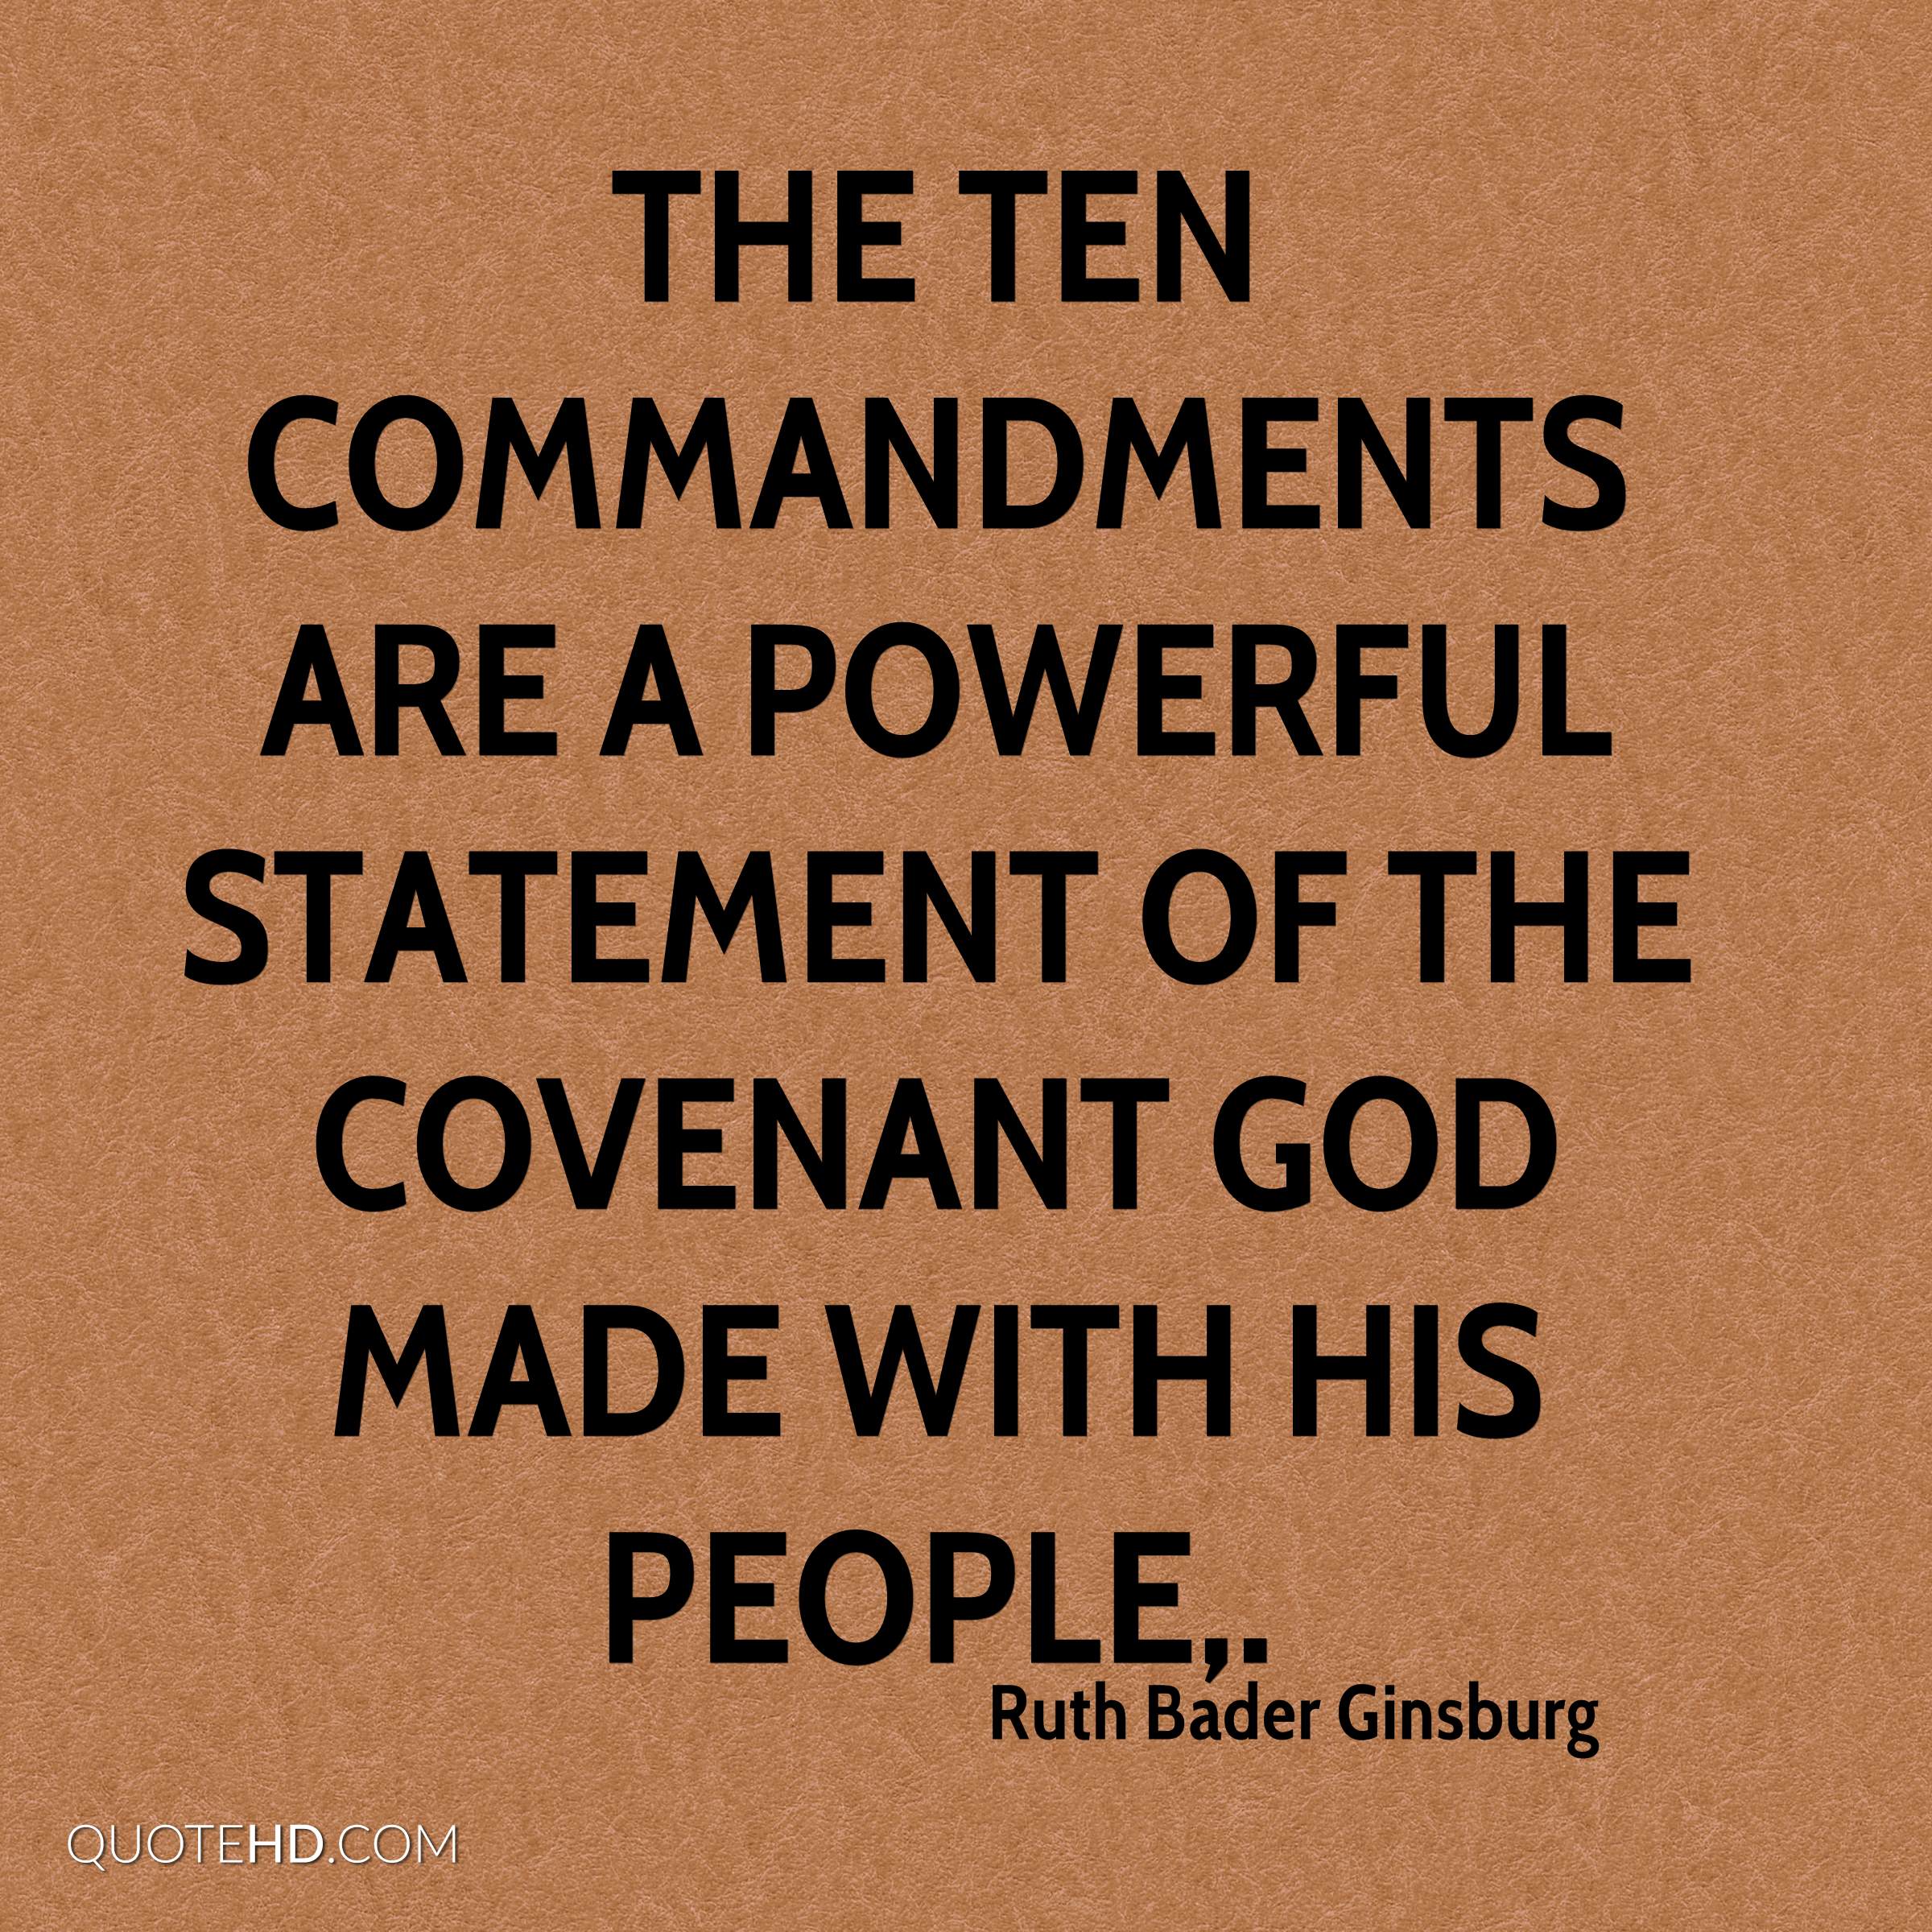 THE TEN
COMMANDMENTS
ARE A POWERFUL
STATEMENT OF THE
COVENANT GOD
MADE WITH HIS
PEOPLE,.
Ruth Bader Ginsburg
QUOTEHD.COM